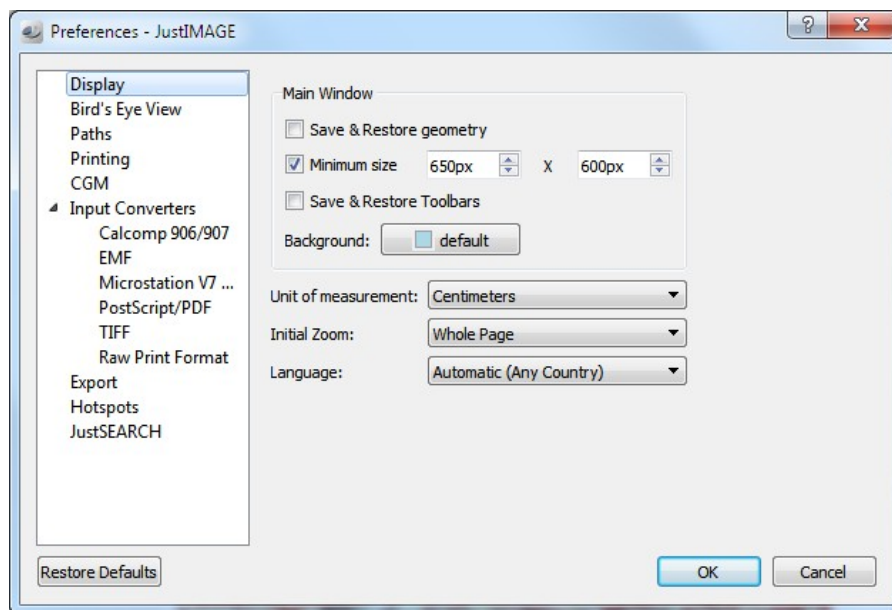 Preferences - JustIMAGE
Display
Bird's Eye View
Paths
Printing
CGM
Input Converters
Calcomp 906/907
EMF
Microstation V7 ...
PostScript/PDF
TIFF
Raw Print Format
Export
Hotspots
JustSEARCH
Main Window
Save & Restore geometry
Minimum size 650px X 600px
Save & Restore Toolbars
Background: default
Unit of measurement: Centimeters
Initial Zoom: Whole Page
Language: Automatic (Any Country)
Restore Defaults OK Cancel